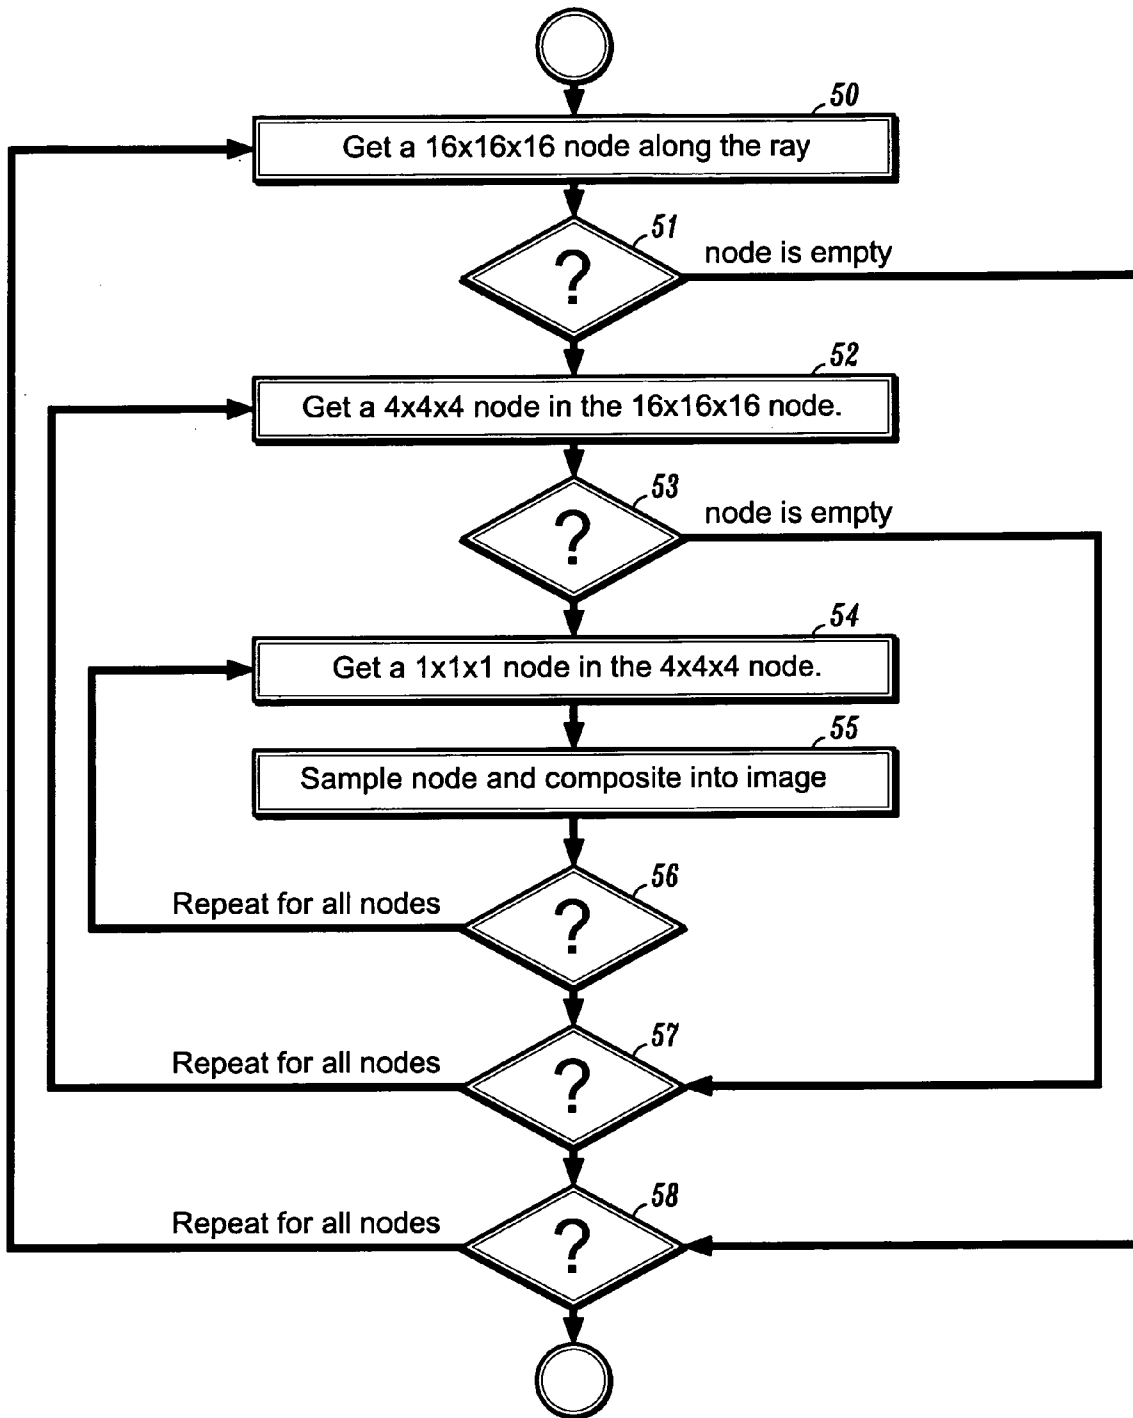 50
Get a 16x16x16 node along the ray
51
?
node is empty
52
Get a 4x4x4 node in the 16x16x16 node.
53
?
node is empty
54
Get a 1x1x1 node in the 4x4x4 node.
55
Sample node and composite into image
56
Repeat for all nodes
?
57
Repeat for all nodes
?
58
Repeat for all nodes
?